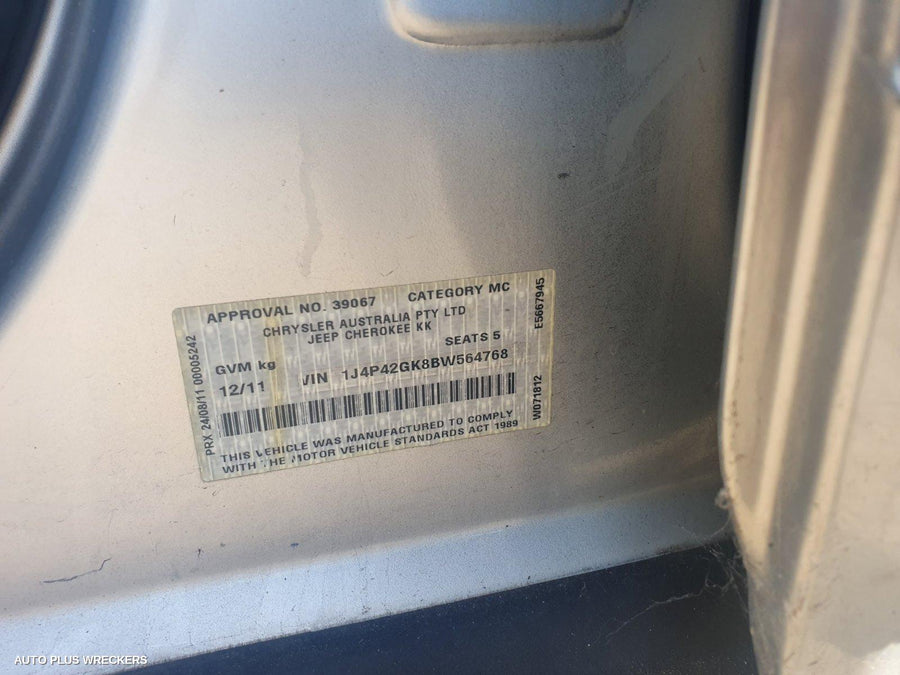 APPROVAL NO. 39067 CATEGORY MC
CHRYSLER AUSTRALIA PTY LTD
JEEP CHEROKEE KK
SEATS 5
GVM kg
12/11 VIN 1J4P42GK8BW564768
THIS VEHICLE WAS MANUFACTURED TO COMPLY
WITH THE MOTOR VEHICLE STANDARDS ACT 1989
PRX 24/08/11 00005242
W071812 E5667945
AUTO PLUS WRECKERS